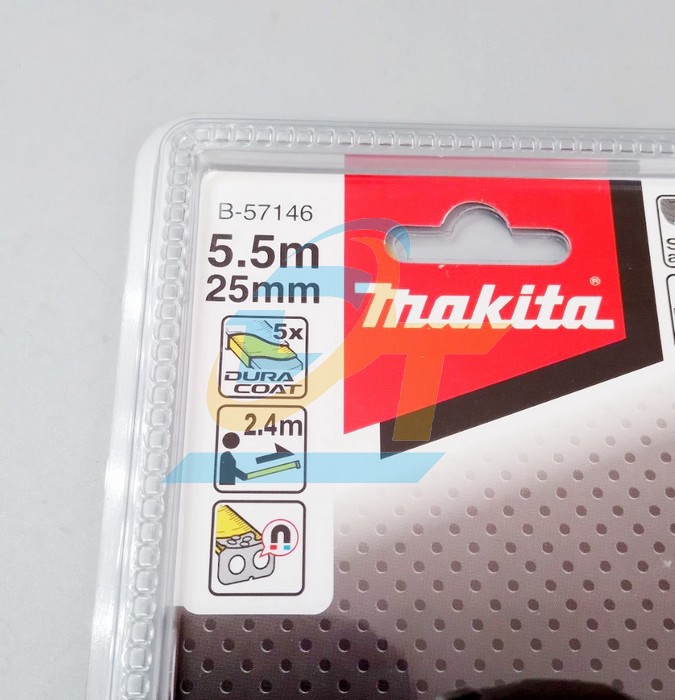 B-57146
5.5m
25mm
makita®
5x
DURA
COAT
2.4m